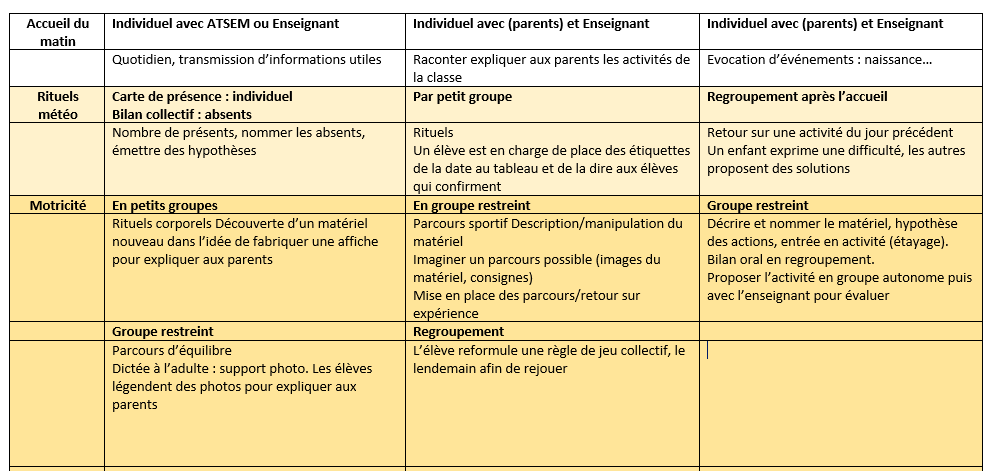 Accueil du
matin
Individuel avec ATSEM ou Enseignant
Individuel avec (parents) et Enseignant
Individuel avec (parents) et Enseignant
Quotidien, transmission d'informations utiles
Raconter expliquer aux parents les activités de
la classe
Evocation d'événements : naissance…
Rituels
météo
Carte de présence : individuel
Bilan collectif : absents
Par petit groupe
Regroupement après l'accueil
Nombre de présents, nommer les absents,
émettre des hypothèses
Rituels
Un élève est en charge de place des étiquettes
de la date au tableau et de la dire aux élèves
qui confirment
Retour sur une activité du jour précédent
Un enfant exprime une difficulté, les autres
proposent des solutions
Motricité
En petits groupes
En groupe restreint
Groupe restreint
Rituels corporels Découverte d'un matériel
nouveau dans l'idée de fabriquer une affiche
pour expliquer aux parents
Parcours sportif Description/manipulation du
matériel
Imaginer un parcours possible (images du
matériel, consignes)
Mise en place des parcours/retour sur
expérience
Décrire et nommer le matériel, hypothèse
des actions, entrée en activité (étayage).
Bilan oral en regroupement.
Proposer l'activité en groupe autonome puis
avec l'enseignant pour évaluer
Groupe restreint
Regroupement
Parcours d'équilibre
Dictée à l'adulte : support photo. Les élèves
légendent des photos pour expliquer aux
parents
L'élève reformule une règle de jeu collectif, le
lendemain afin de rejouer